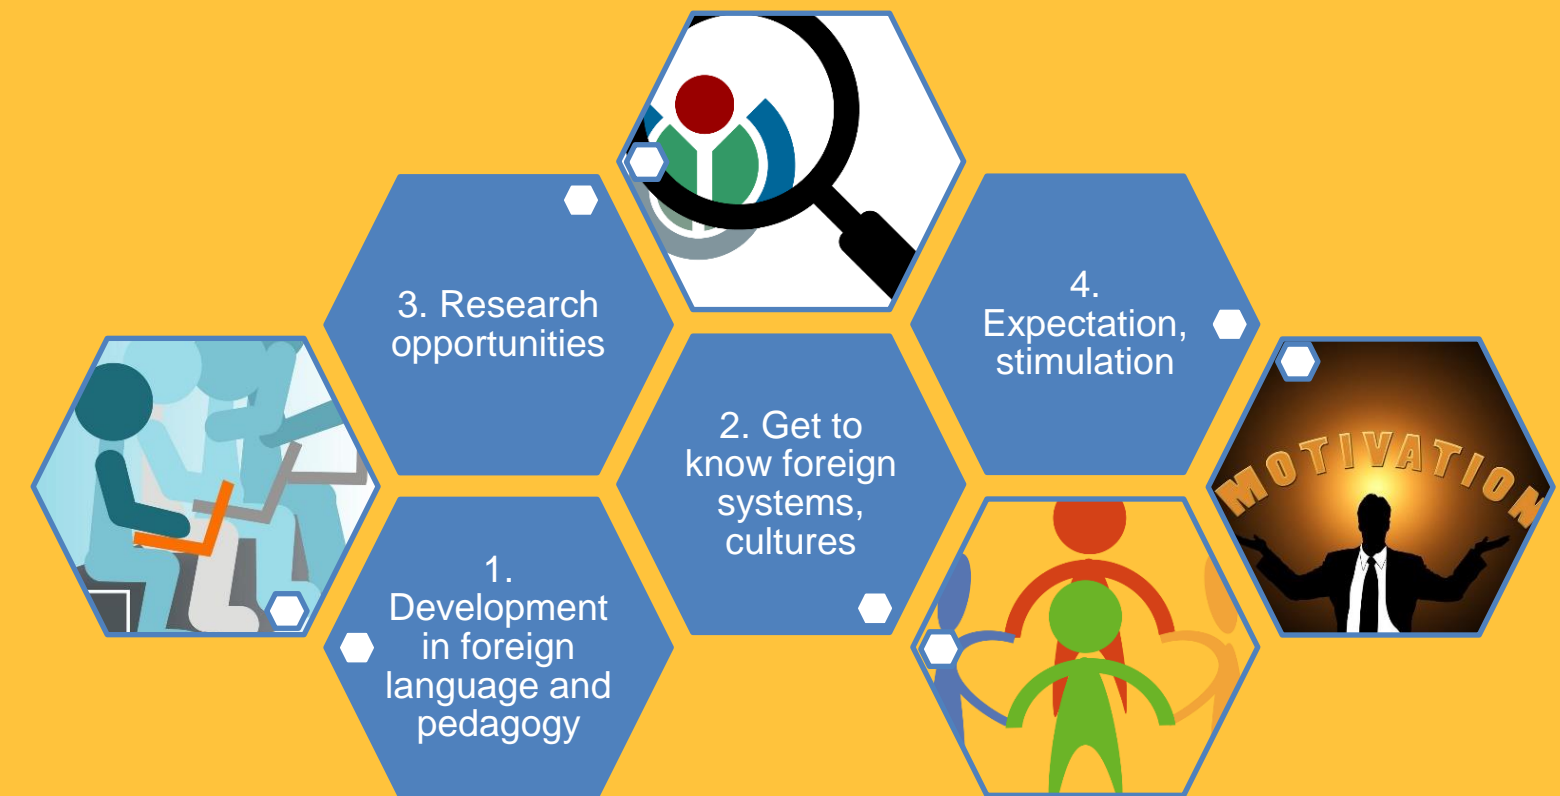 1.
Development
in foreign
language and
pedagogy
2. Get to
know foreign
systems,
cultures
3. Research
opportunities
4.
Expectation,
stimulation
MOTIVATION